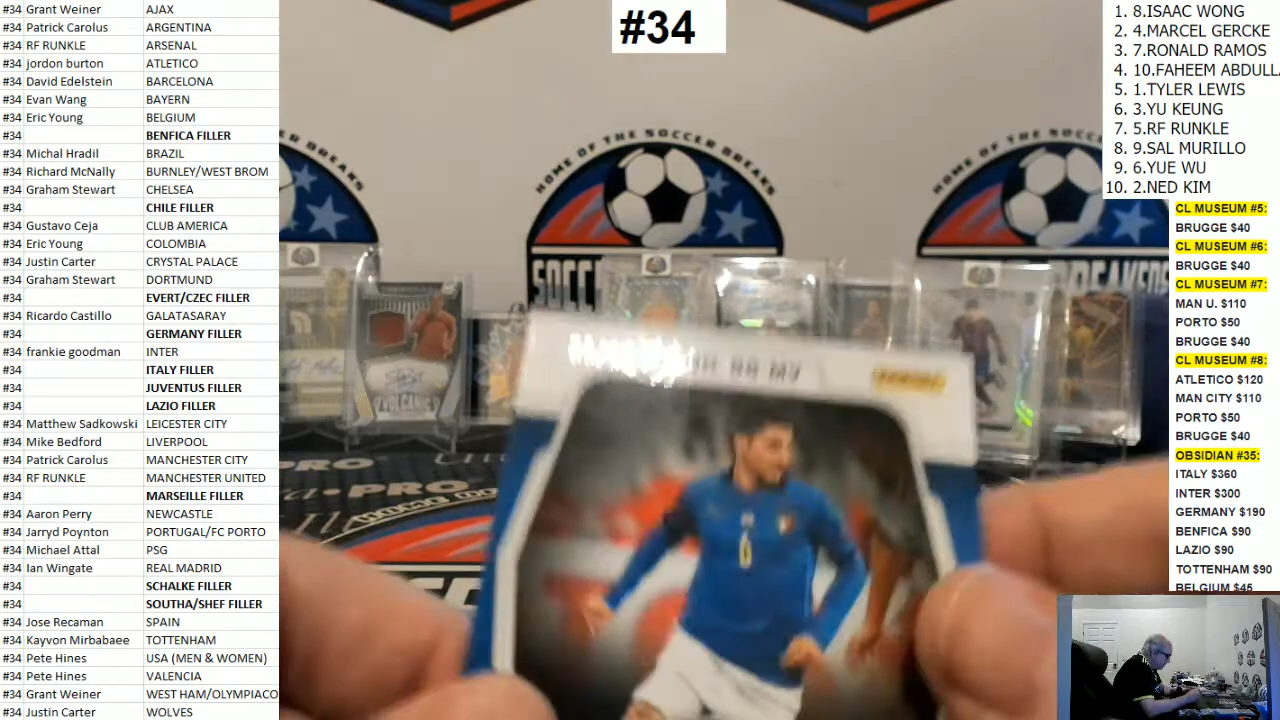 #34 Grant Weiner AJAX
#34 Patrick Carolus ARGENTINA
#34 RF RUNKLE ARSENAL
#34 jordon burton ATLETICO
#34 David Edelstein BARCELONA
#34 Evan Wang BAYERN
#34 Eric Young BELGIUM
#34 BENFICA FILLER
#34 Michal Hradil BRAZIL
#34 Richard McNally BURNLEY/WEST BROM
#34 Graham Stewart CHELSEA
#34 CHILE FILLER
#34 Gustavo Ceja CLUB AMERICA
#34 Eric Young COLOMBIA
#34 Justin Carter CRYSTAL PALACE
#34 Graham Stewart DORTMUND
#34 EVERT/CZEC FILLER
#34 Ricardo Castillo GALATASARAY
#34 GERMANY FILLER
#34 frankie goodman INTER
#34 ITALY FILLER
#34 JUVENTUS FILLER
#34 LAZIO FILLER
#34 Matthew Sadkowski LEICESTER CITY
#34 Mike Bedford LIVERPOOL
#34 Patrick Carolus MANCHESTER CITY
#34 RF RUNKLE MANCHESTER UNITED
#34 MARSEILLE FILLER
#34 Aaron Perry NEWCASTLE
#34 Jarryd Poynton PORTUGAL/FC PORTO
#34 Michael Attal PSG
#34 Ian Wingate REAL MADRID
#34 SCHALKE FILLER
#34 SOUTHA/SHEF FILLER
#34 Jose Recaman SPAIN
#34 Kayvon Mirbabaee TOTTENHAM
#34 Pete Hines USA (MEN & WOMEN)
#34 Pete Hines VALENCIA
#34 Grant Weiner WEST HAM/OLYMPIACO
#34 Justin Carter WOLVES
#34
HOME OF THE SOCCER BREAKS
VOLCANIC
PRO
PANINI
1. 8.ISAAC WONG
2. 4.MARCEL GERCKE
3. 7.RONALD RAMOS
4. 10.FAHEEM ABDULL
5. 1.TYLER LEWIS
6. 3.YU KEUNG
7. 5.RF RUNKLE
8. 9.SAL MURILLO
9. 6.YUE WU
10. 2.NED KIM
CL MUSEUM #5:
BRUGGE $40
CL MUSEUM #6:
BRUGGE $40
CL MUSEUM #7:
MAN U. $110
PORTO $50
BRUGGE $40
CL MUSEUM #8:
ATLETICO $120
MAN CITY $110
PORTO $50
BRUGGE $40
OBSIDIAN #35:
ITALY $360
INTER $300
GERMANY $190
BENFICA $90
LAZIO $90
TOTTENHAM $90
BELGIUM $45